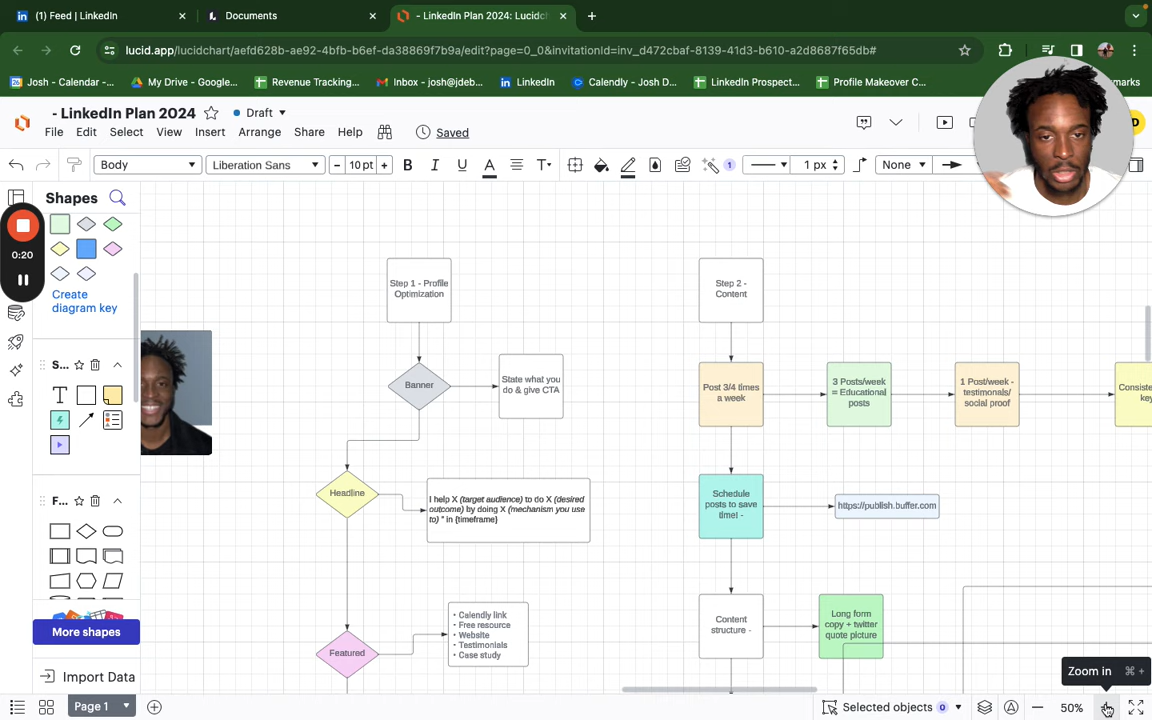 (1) Feed | LinkedIn
Documents
- LinkedIn Plan 2024: Lucidch
lucid.app/lucidchart/aefd628b-ae92-4bfb-b6ef-da38869f7b9a/edit?page=0_0&invitationId=inv_d472cbaf-8139-41d3-b610-a2d8687f65db#
Josh - Calendar -...
My Drive - Google...
Revenue Tracking...
Inbox - josh@jdeb...
LinkedIn
Calendly - Josh D...
LinkedIn Prospect...
Profile Makeover C...
- LinkedIn Plan 2024
Draft
File
Edit
Select
View
Insert
Arrange
Share
Help
Saved
D
Body
Liberation Sans
- 10 pt +
B
I
U
A
T
1
1 px
None
Shapes
0:20
Create
diagram key
S...
T
F...
More shapes
Import Data
Step 1 - Profile
Optimization
Banner
State what you
do & give CTA
Headline
I help X (target audience) to do X (desired
outcome) by doing X (mechanism you use
to) " in {timeframe}
Featured
• Calendly link
• Free resource
• Website
• Testimonials
• Case study
Step 2 -
Content
Post 3/4 times
a week
3 Posts/week
= Educational
posts
1 Post/week -
testimonals/
social proof
Consiste
key
Schedule
posts to save
time! -
https://publish.buffer.com
Content
structure -
Long form
copy + twitter
quote picture
Zoom in
⌘ +
Page 1
Selected objects
0
50%